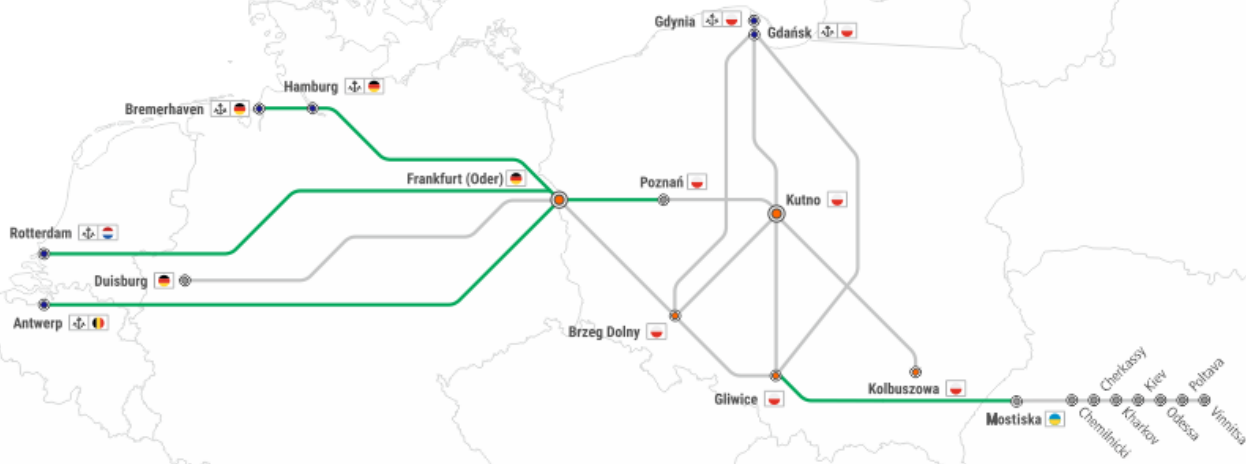 Gdynia
Gdańsk
Hamburg
Bremerhaven
Frankfurt (Oder)
Poznań
Kutno
Rotterdam
Duisburg
Antwerp
Brzeg Dolny
Gliwice
Kolbuszowa
Mostiska
Chemilnicki
Cherkassy
Kharkov
Kiev
Odessa
Poltava
Vinnitsa